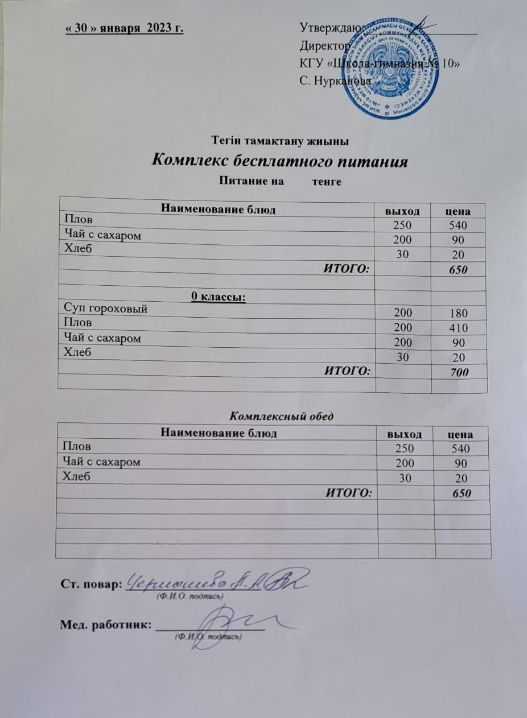 « 30 » января 2023 г.
Утверждаю:
Директор
КГУ «Школа-гимназия № 10»
С. Нурканова
Тегін тамақтану жиыны
Комплекс бесплатного питания
Питание на тенге
Наименование блюд выход цена
Плов 250 540
Чай с сахаром 200 90
Хлеб 30 20
ИТОГО: 650
0 классы:
Суп гороховый 200 180
Плов 200 410
Чай с сахаром 200 90
Хлеб 30 20
ИТОГО: 700
Комплексный обед
Наименование блюд выход цена
Плов 250 540
Чай с сахаром 200 90
Хлеб 30 20
ИТОГО: 650
Ст. повар:
(Ф.И.О. подпись)
Мед. работник:
(Ф.И.О. подпись)